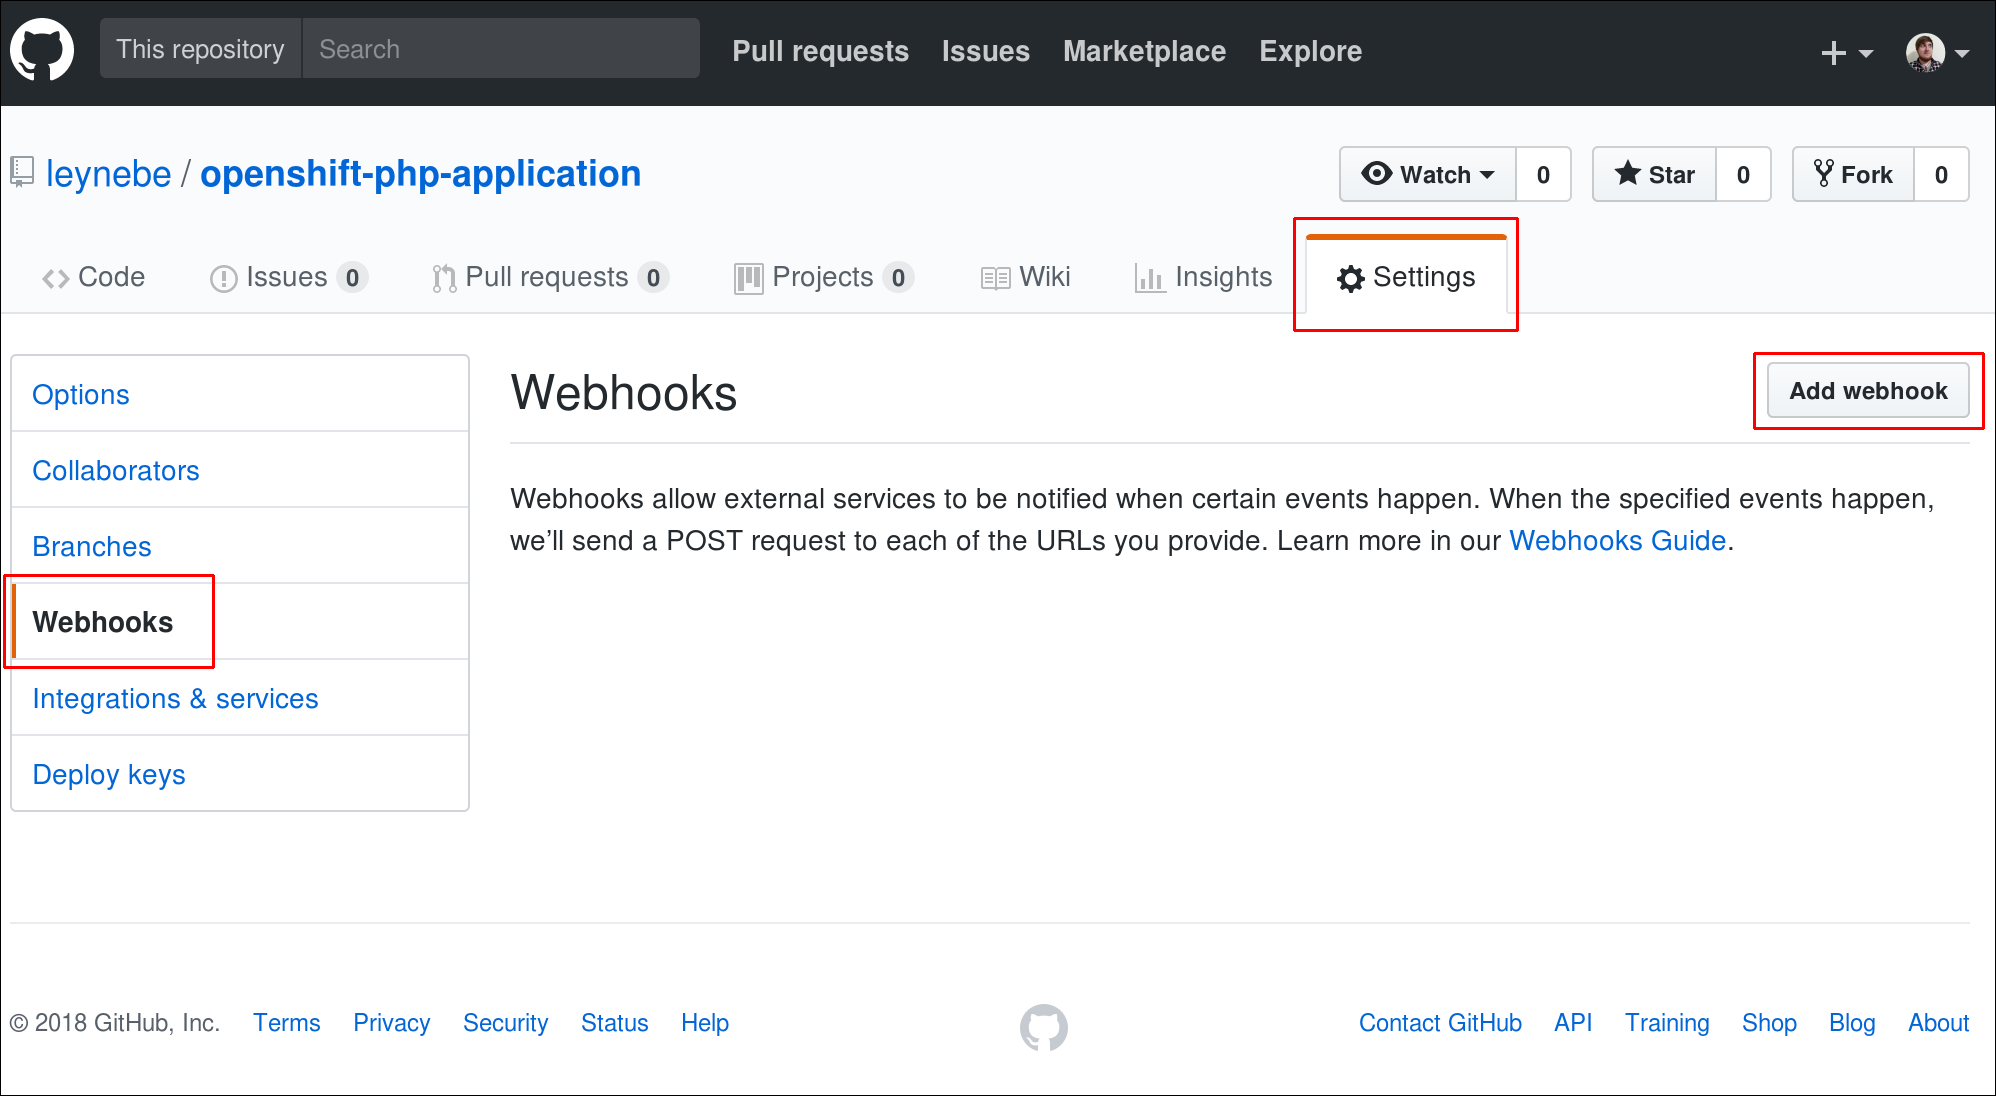 This repository Search Pull requests Issues Marketplace Explore
leynebe / openshift-php-application Watch 0 Star 0 Fork 0
Code Issues 0 Pull requests 0 Projects 0 Wiki Insights Settings
Options
Collaborators
Branches
Webhooks
Integrations & services
Deploy keys
Webhooks Add webhook
Webhooks allow external services to be notified when certain events happen. When the specified events happen,
we’ll send a POST request to each of the URLs you provide. Learn more in our Webhooks Guide.
© 2018 GitHub, Inc. Terms Privacy Security Status Help Contact GitHub API Training Shop Blog About